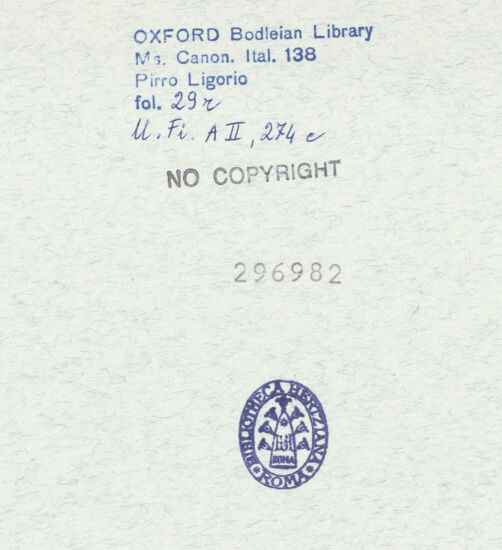 OXFORD Bodleian Library
Ms. Canon. Ital. 138
Pirro Ligorio
fol. 29r
U. Fi. A II, 274 c
NO COPYRIGHT
296982
BIBLIOTHECA HERTZIANA
ROMA
ROMA